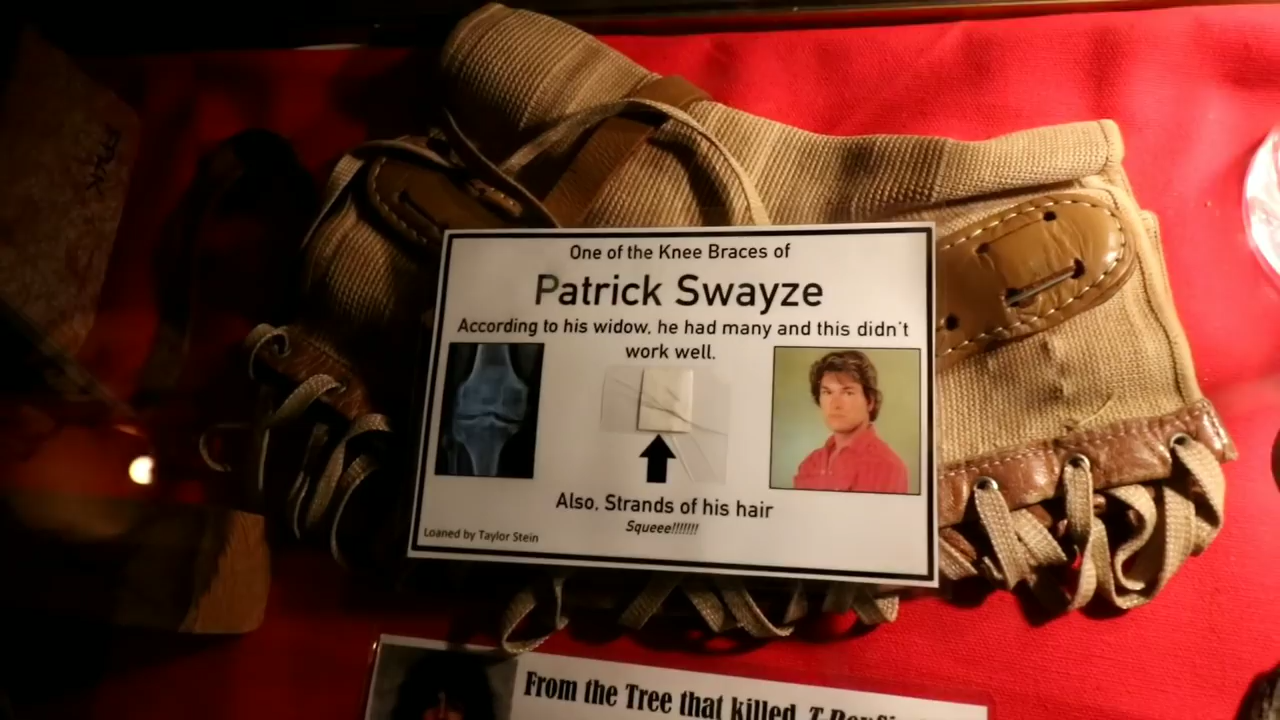 One of the Knee Braces of
Patrick Swayze
According to his widow, he had many and this didn't
work well.
Also, Strands of his hair
Squeee!!!!!!!
Loaned by Taylor Stein
From the Tree that killed